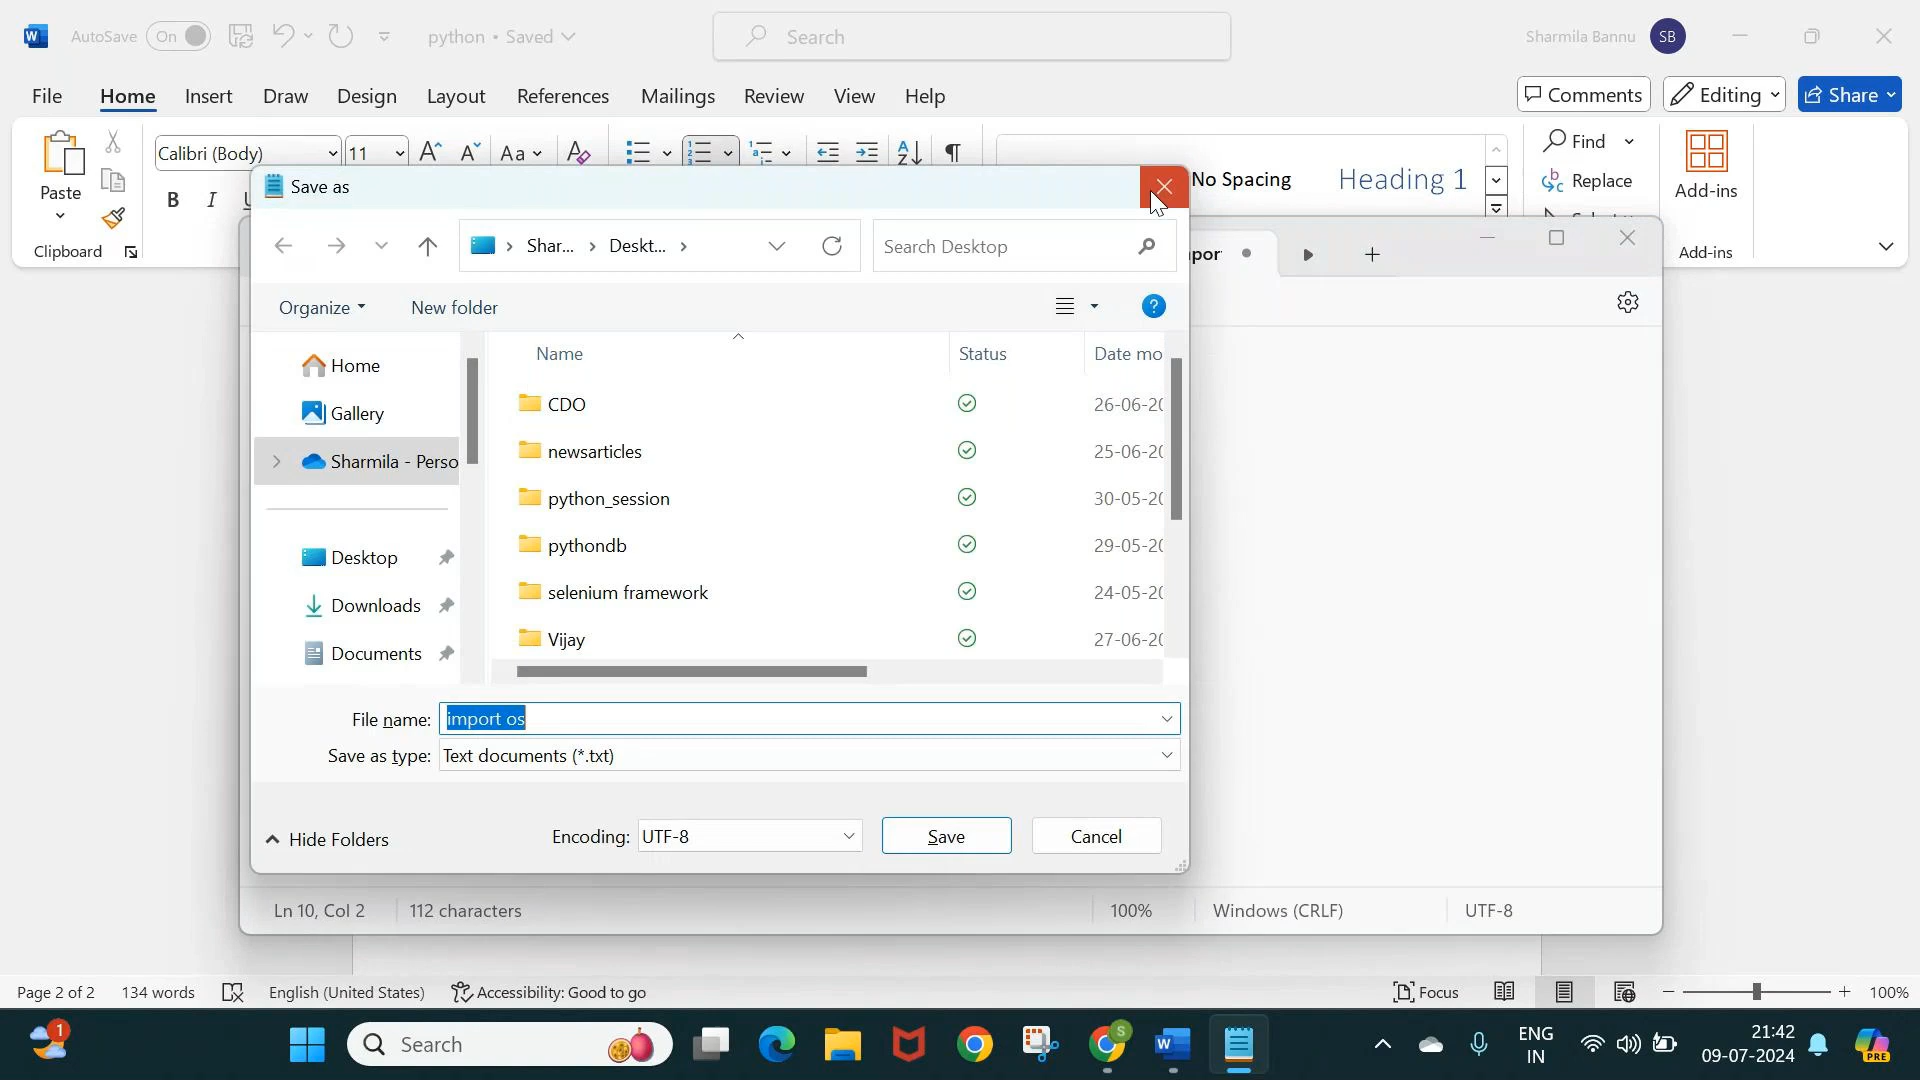 AutoSave On python • Saved Search Sharmila Bannu SB
File Home Insert Draw Design Layout References Mailings Review View Help Comments Editing Share
Calibri (Body) 11 Aa
Paste B I No Spacing Heading 1 Find Replace Add-ins
Clipboard Add-ins
Save as
Shar... Deskt... Search Desktop
Organize New folder
Name Status Date mo
Home
Gallery
Sharmila - Perso
Desktop
Downloads
Documents
CDO 26-06-20
newsarticles 25-06-20
python_session 30-05-20
pythondb 29-05-20
selenium framework 24-05-20
Vijay 27-06-20
File name: import os
Save as type: Text documents (*.txt)
Hide Folders Encoding: UTF-8 Save Cancel
Ln 10, Col 2 112 characters 100% Windows (CRLF) UTF-8
Page 2 of 2 134 words English (United States) Accessibility: Good to go Focus 100%
1 Search ENG 21:42
IN 09-07-2024 PRE